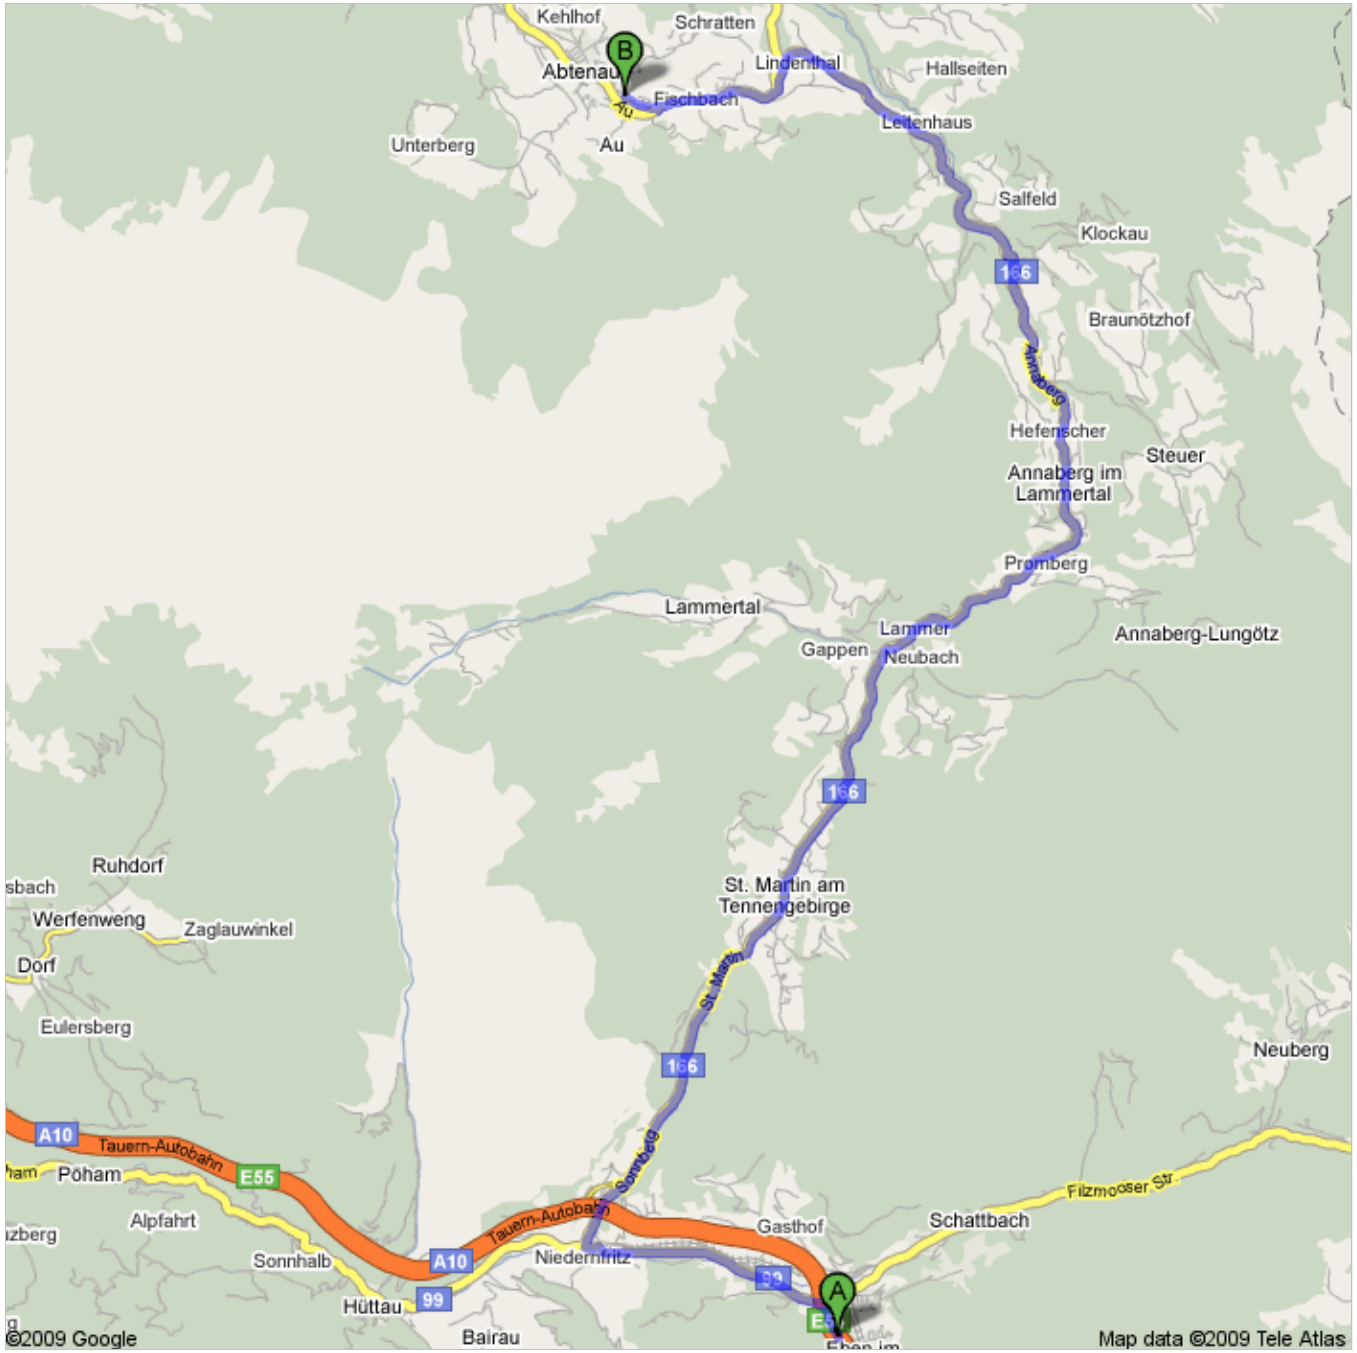 Kehlhof
Schratten
B
Abtenau
Lindenthal
Hallseiten
Fischbach
Au
Leitenhaus
Unterberg
Au
Salfeld
Klockau
166
Braunötzhof
Annaberg
Hefenscher
Steuer
Annaberg im
Lammertal
Promberg
Lammertal
Lammer
Annaberg-Lungötz
Gappen
Neubach
166
Ruhdorf
St. Martin am
Tennengebirge
sbach
Werfenweng
Zaglauwinkel
Dorf
St. Martin
Eulersberg
Neuberg
166
A10
Tauern-Autobahn
Sonnberg
ham
Pöham
E55
Filzmooser Str.
Alpfahrt
Tauern-Autobahn
Gasthof
Schattbach
zberg
Sonnhalb
A10
Niedernfritz
99
A
Hüttau
99
Bairau
©2009 Google
Map data ©2009 Tele Atlas